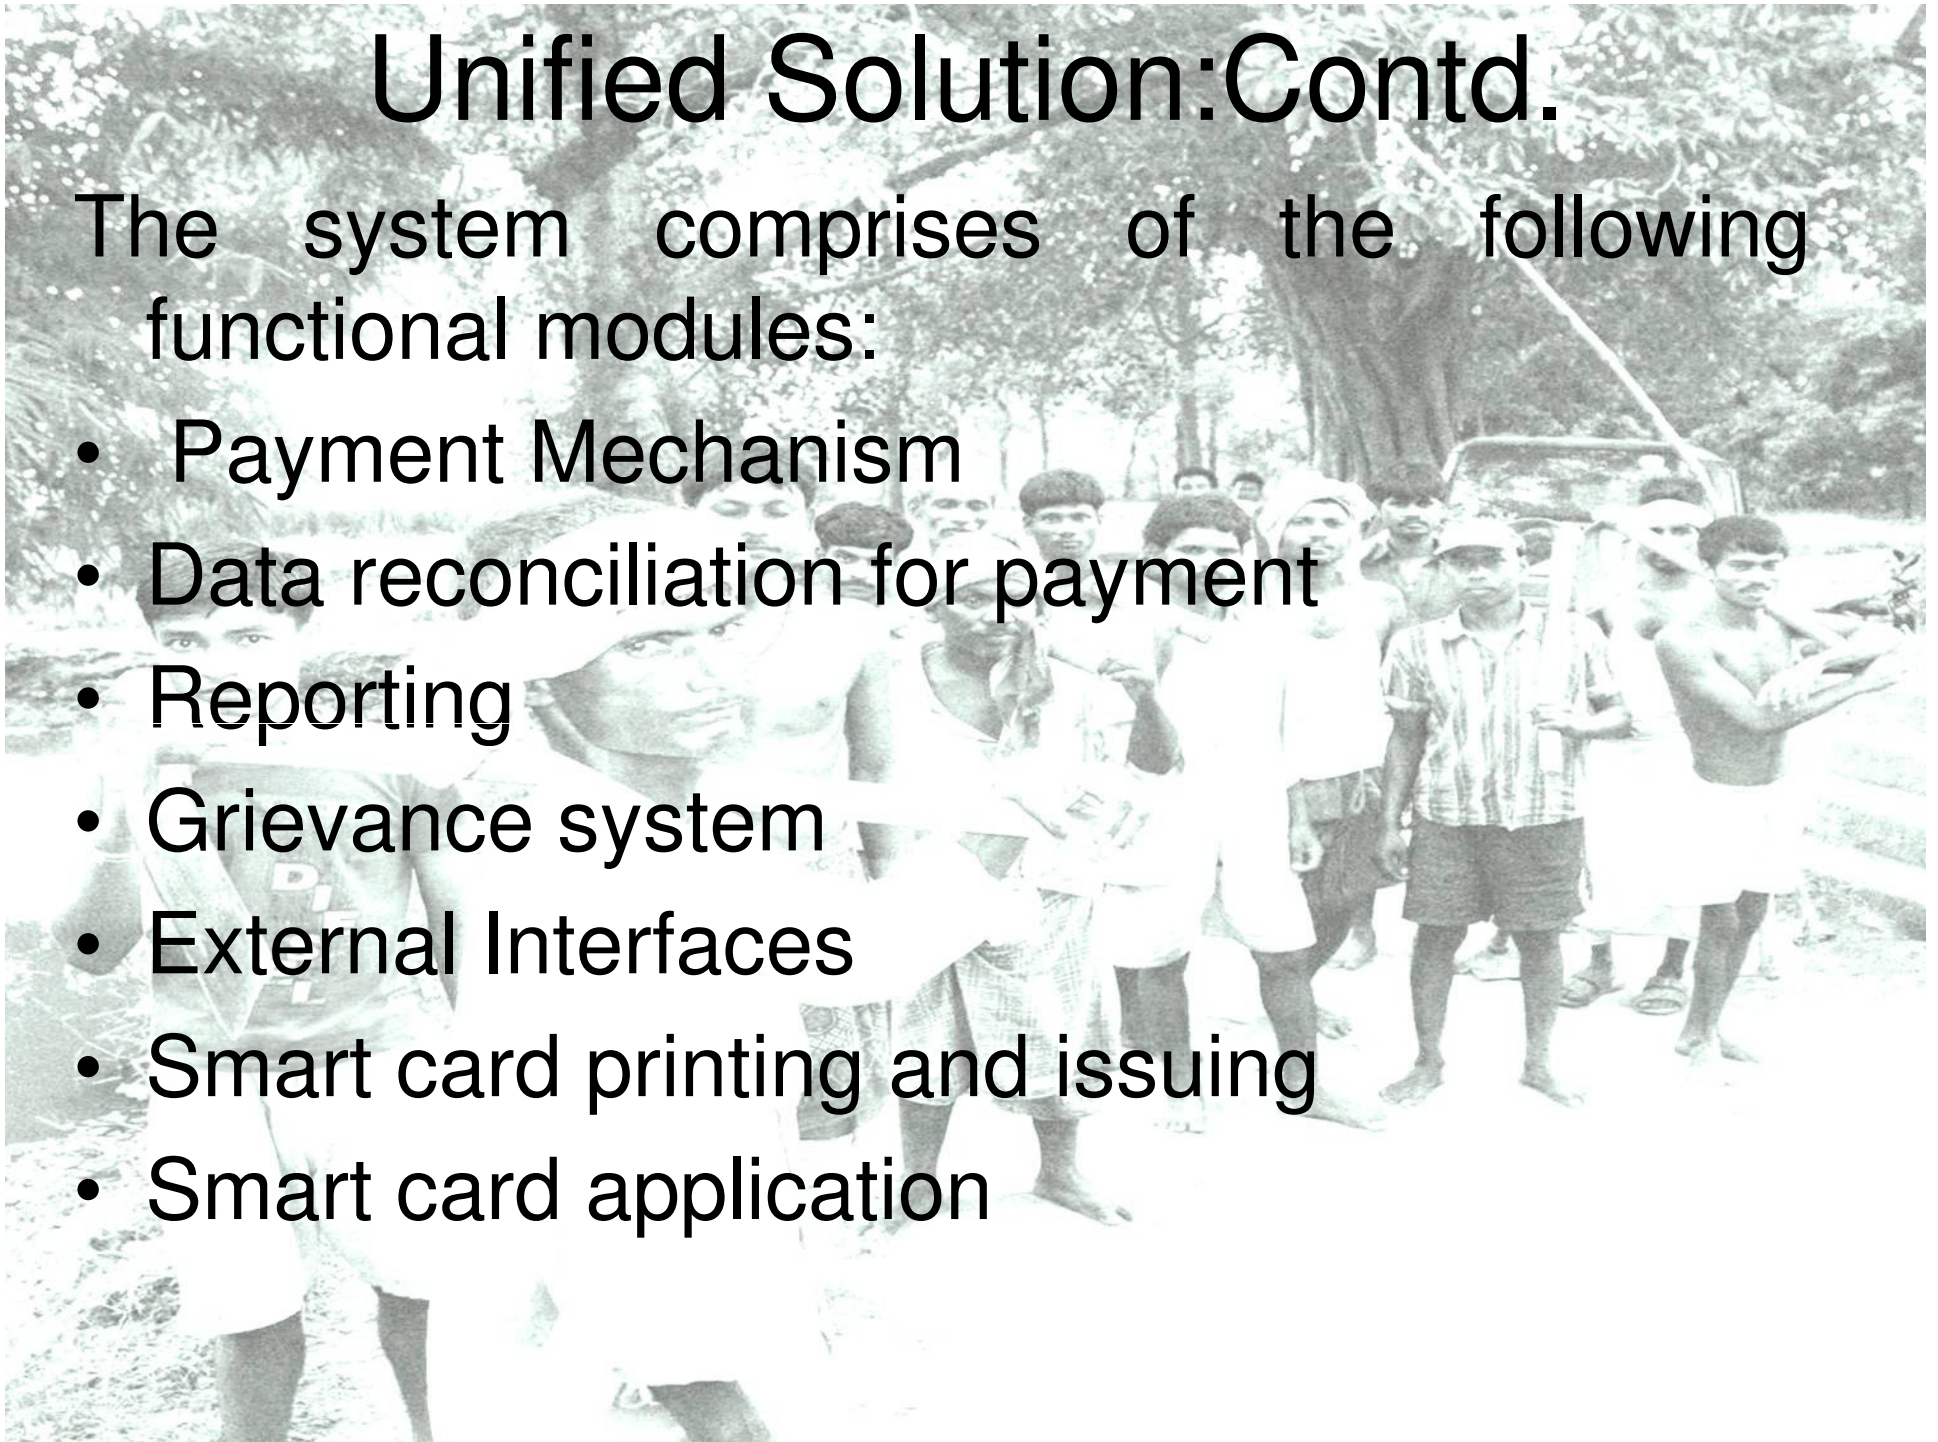 Unified Solution:Contd.
The system comprises of the following
functional modules:
• Payment Mechanism
• Data reconciliation for payment
• Reporting
• Grievance system
• External Interfaces
• Smart card printing and issuing
• Smart card application